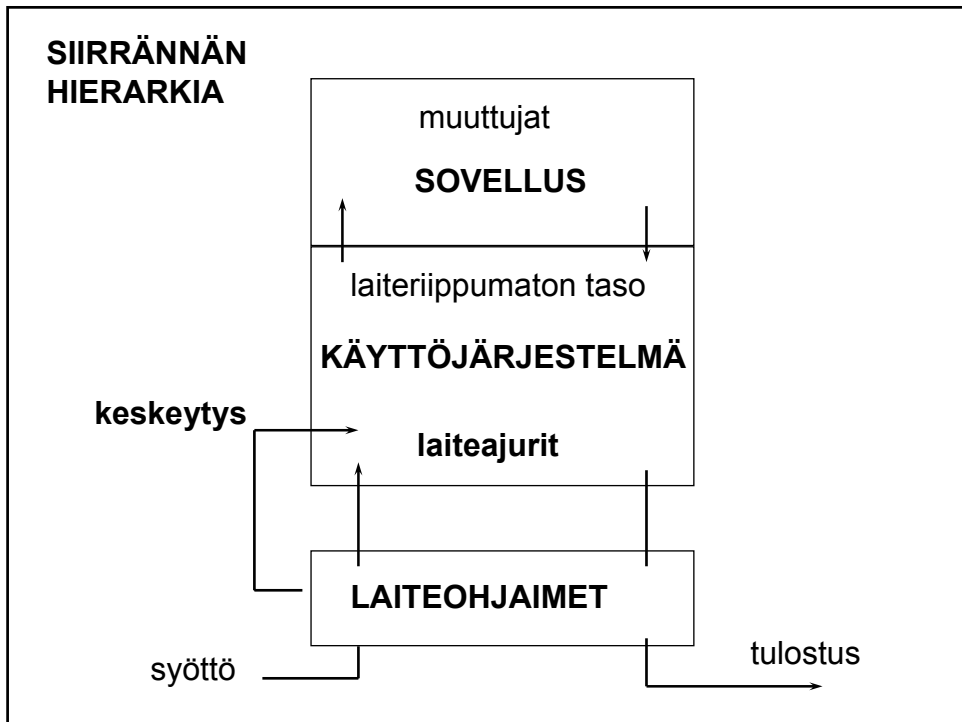 SIIRRÄNNÄN
HIERARKIA
muuttujat
SOVELLUS
laiteriippumaton taso
KÄYTTÖJÄRJESTELMÄ
keskeytys
laiteajurit
LAITEOHJAIMET
syöttö
tulostus